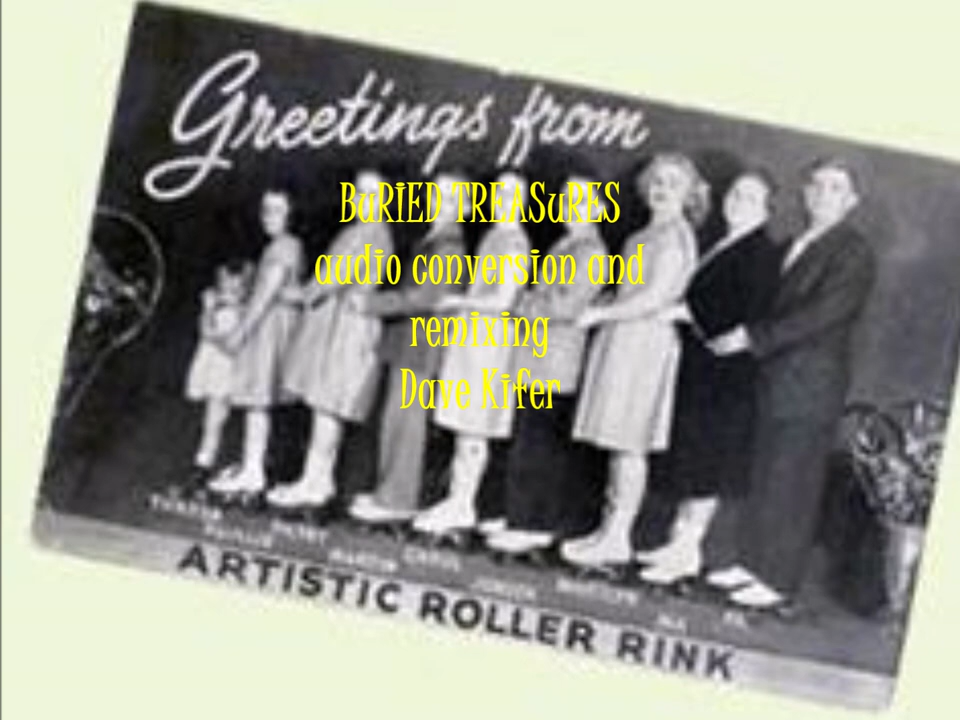 Greetings from
BuRIED TREASuRES
audio conversion and
remixing
Dave Kifer
ARTISTIC ROLLER RINK